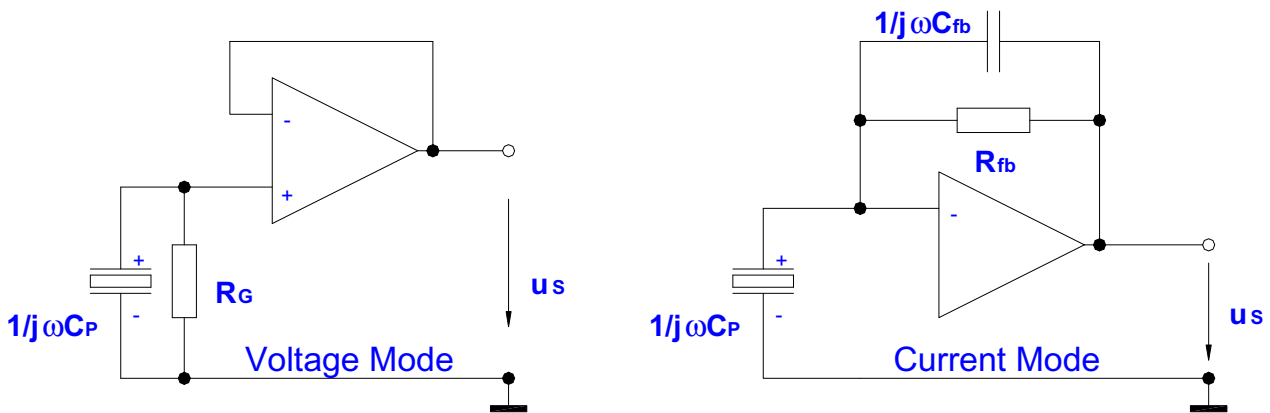 1/jωCfb
-
Rfb
+
-
+
RG
-
1/jωCP
us
Voltage Mode
+
-
1/jωCP
us
Current Mode